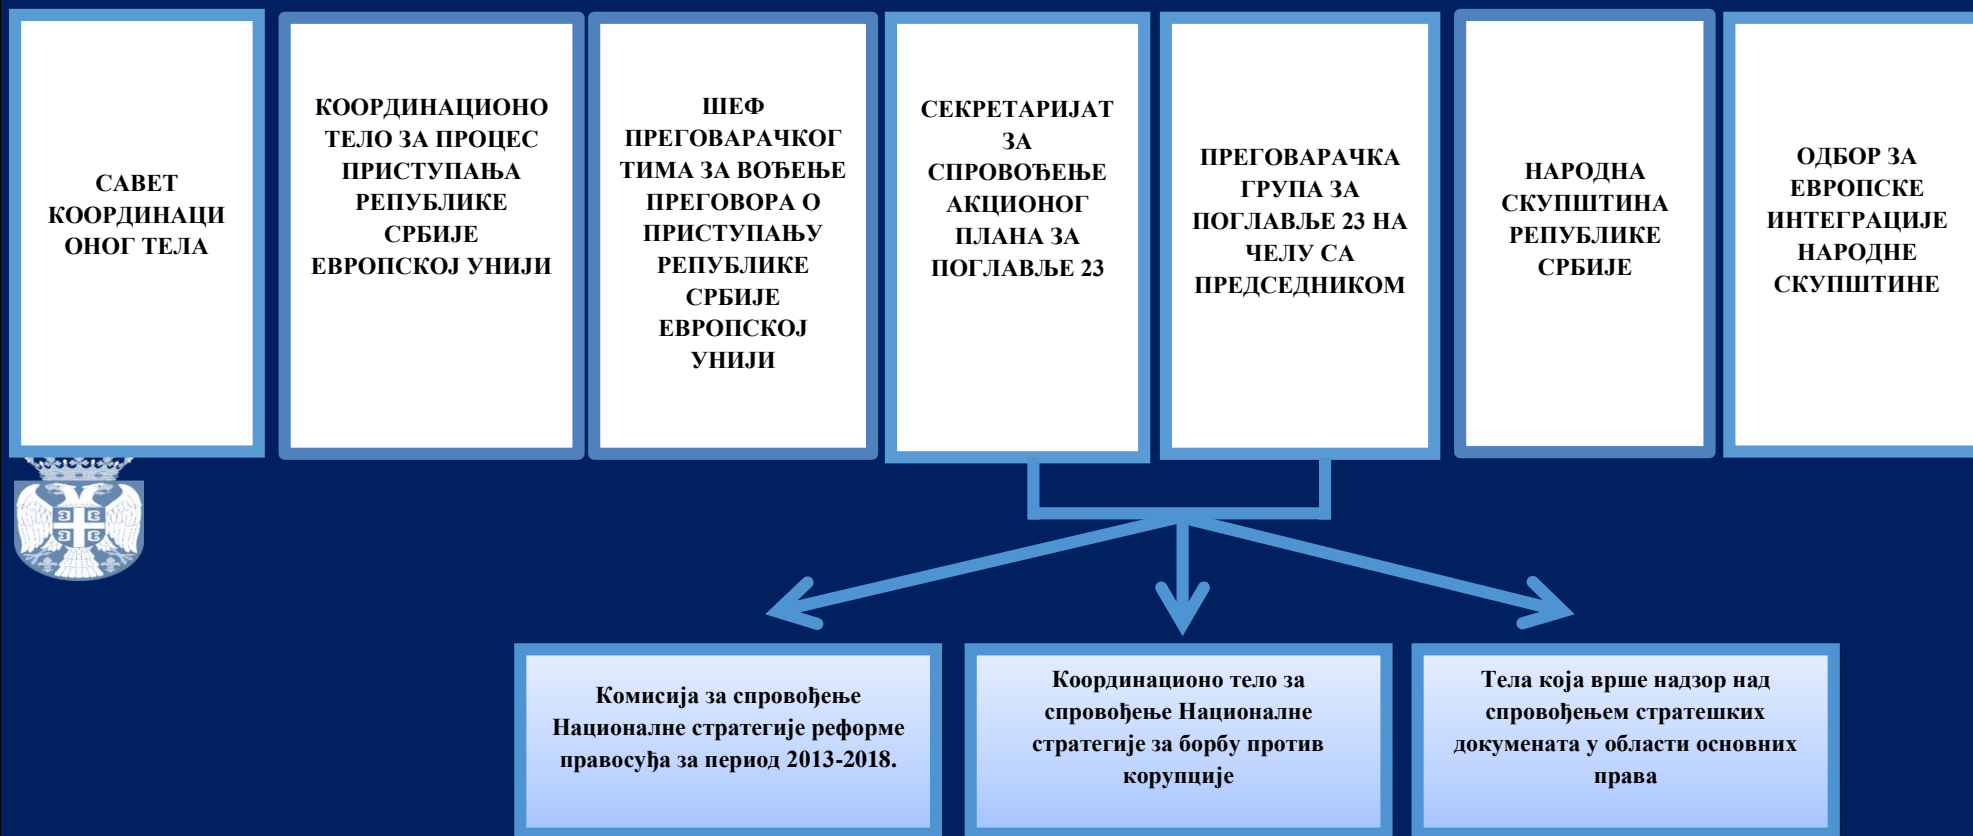 САВЕТ
КООРДИНАЦИ
ОНОГ ТЕЛА
КООРДИНАЦИОНО
ТЕЛО ЗА ПРОЦЕС
ПРИСТУПАЊА
РЕПУБЛИКЕ
СРБИЈЕ
ЕВРОПСКОЈ УНИЈИ
ШЕФ
ПРЕГОВАРАЧКОГ
ТИМА ЗА ВОЂЕЊЕ
ПРЕГОВОРА О
ПРИСТУПАЊУ
РЕПУБЛИКЕ
СРБИЈЕ
ЕВРОПСКОЈ
УНИЈИ
СЕКРЕТАРИЈАТ
ЗА
СПРОВОЂЕЊЕ
АКЦИОНОГ
ПЛАНА ЗА
ПОГЛАВЉЕ 23
ПРЕГОВАРАЧКА
ГРУПА ЗА
ПОГЛАВЉЕ 23 НА
ЧЕЛУ СА
ПРЕДСЕДНИКОМ
НАРОДНА
СКУПШТИНА
РЕПУБЛИКЕ
СРБИЈЕ
ОДБОР ЗА
ЕВРОПСКЕ
ИНТЕГРАЦИЈЕ
НАРОДНЕ
СКУПШТИНЕ
Комисија за спровођење
Националне стратегије реформе
правосуђа за период 2013-2018.
Координационо тело за
спровођење Националне
стратегије за борбу против
корупције
Тела која врше надзор над
спровођењем стратешких
докумената у области основних
права